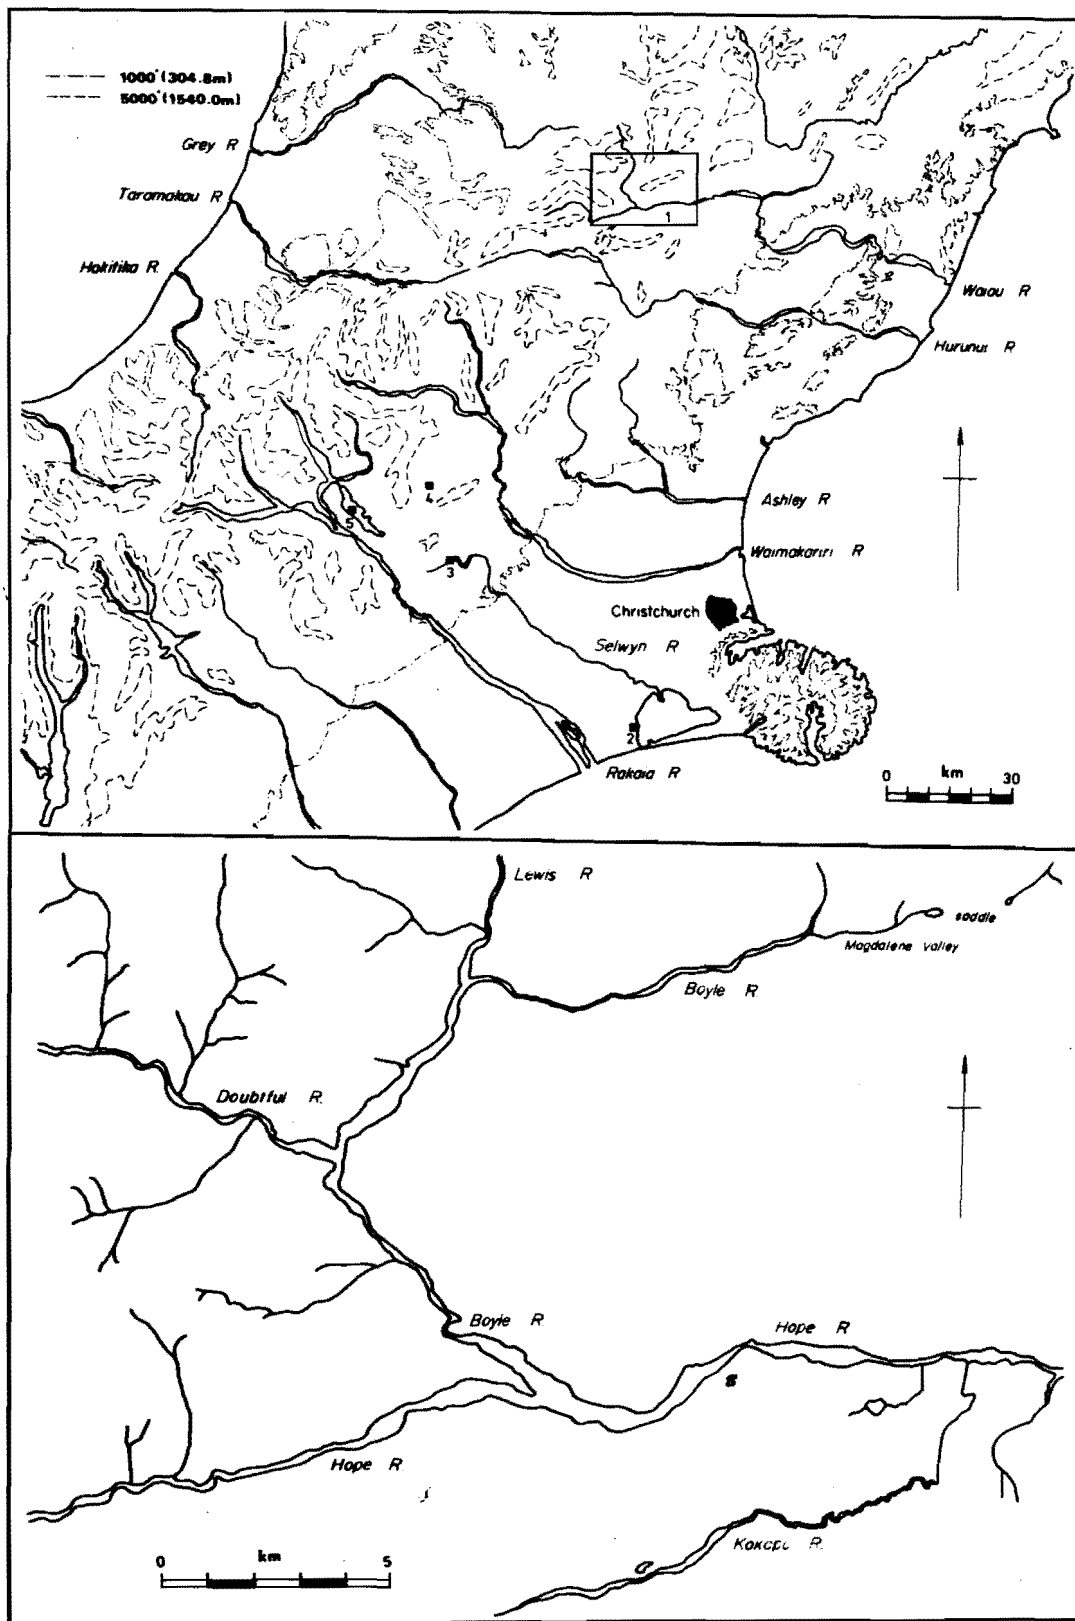 1000' (304.8m)
5000' (1540.0m)
Grey R
Taramakau R
Hokitika R
1
Waiau R
Hurunui R
4
5
Ashley R
Waimakariri R
3
Christchurch
Selwyn R
2
Rakaia R
0 km 30
Lewis R
saddle
Magdalene valley
Boyle R
Doubtful R.
Boyle R
Hope R
Hope R
0 km 5